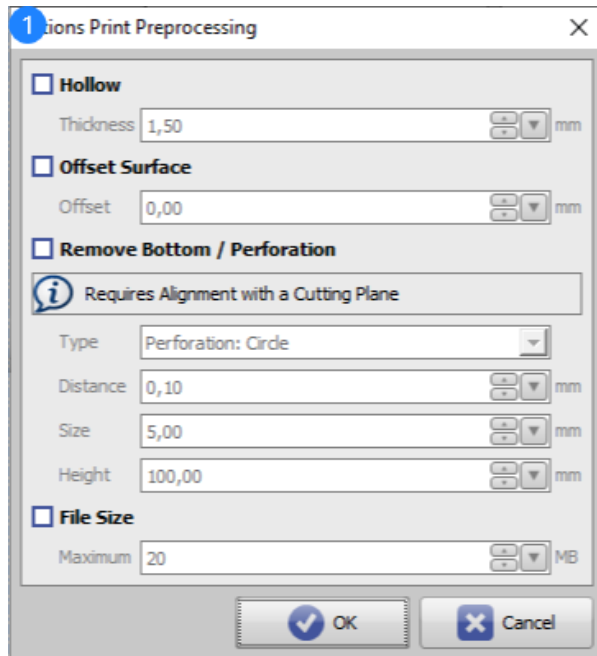 1 tions Print Preprocessing
Hollow
Thickness 1,50 mm
Offset Surface
Offset 0,00 mm
Remove Bottom / Perforation
i Requires Alignment with a Cutting Plane
Type Perforation: Circle
Distance 0,10 mm
Size 5,00 mm
Height 100,00 mm
File Size
Maximum 20 MB
OK Cancel